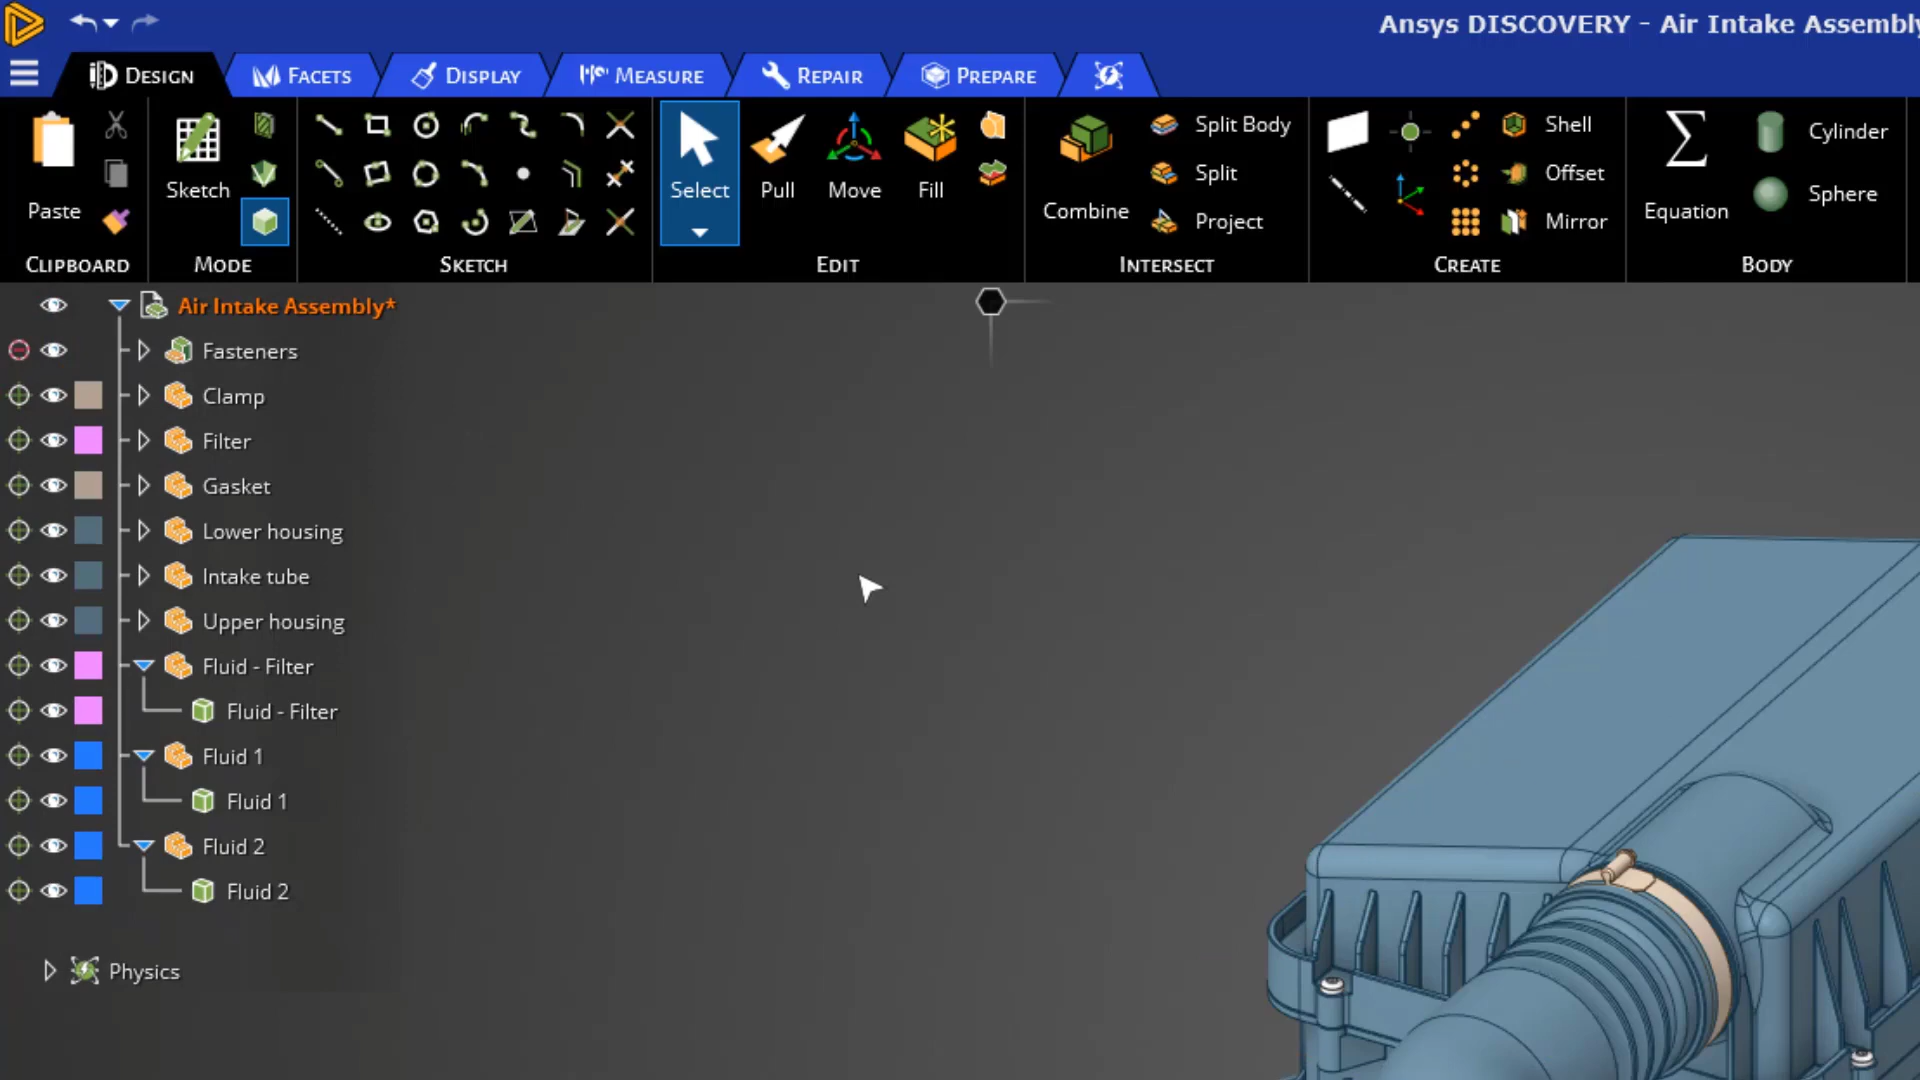 Ansys DISCOVERY - Air Intake Assembly
DESIGN
FACETS
DISPLAY
MEASURE
REPAIR
PREPARE
Paste
CLIPBOARD
Sketch
MODE
SKETCH
Select
Pull
Move
Fill
EDIT
Combine
Split Body
Split
Project
INTERSECT
Shell
Offset
Mirror
CREATE
Equation
Cylinder
Sphere
BODY
Air Intake Assembly*
Fasteners
Clamp
Filter
Gasket
Lower housing
Intake tube
Upper housing
Fluid - Filter
Fluid - Filter
Fluid 1
Fluid 1
Fluid 2
Fluid 2
Physics